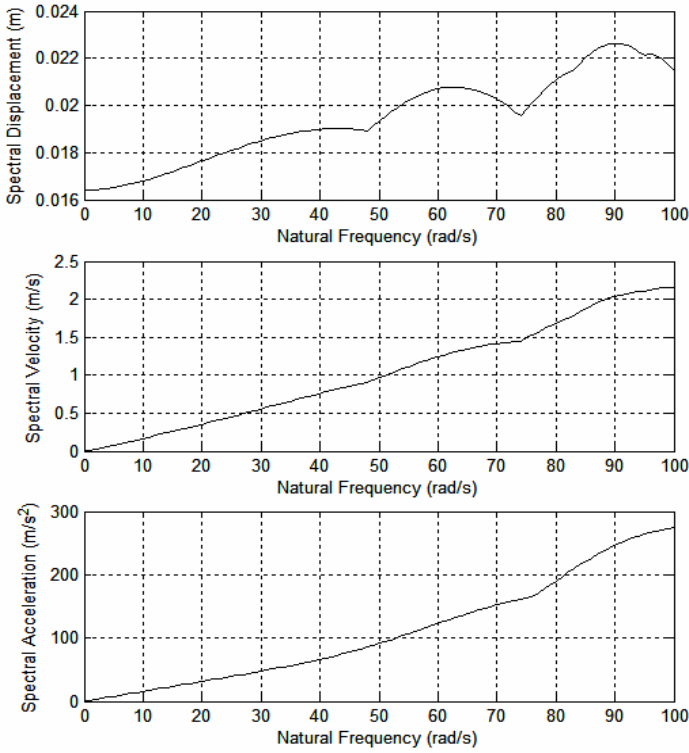 0.024
0.022
0.02
0.018
0.016
Spectral Displacement (m)
0 10 20 30 40 50 60 70 80 90 100
Natural Frequency (rad/s)
2.5
2
1.5
1
0.5
0
Spectral Velocity (m/s)
0 10 20 30 40 50 60 70 80 90 100
Natural Frequency (rad/s)
300
200
100
0
Spectral Acceleration (m/s²)
0 10 20 30 40 50 60 70 80 90 100
Natural Frequency (rad/s)